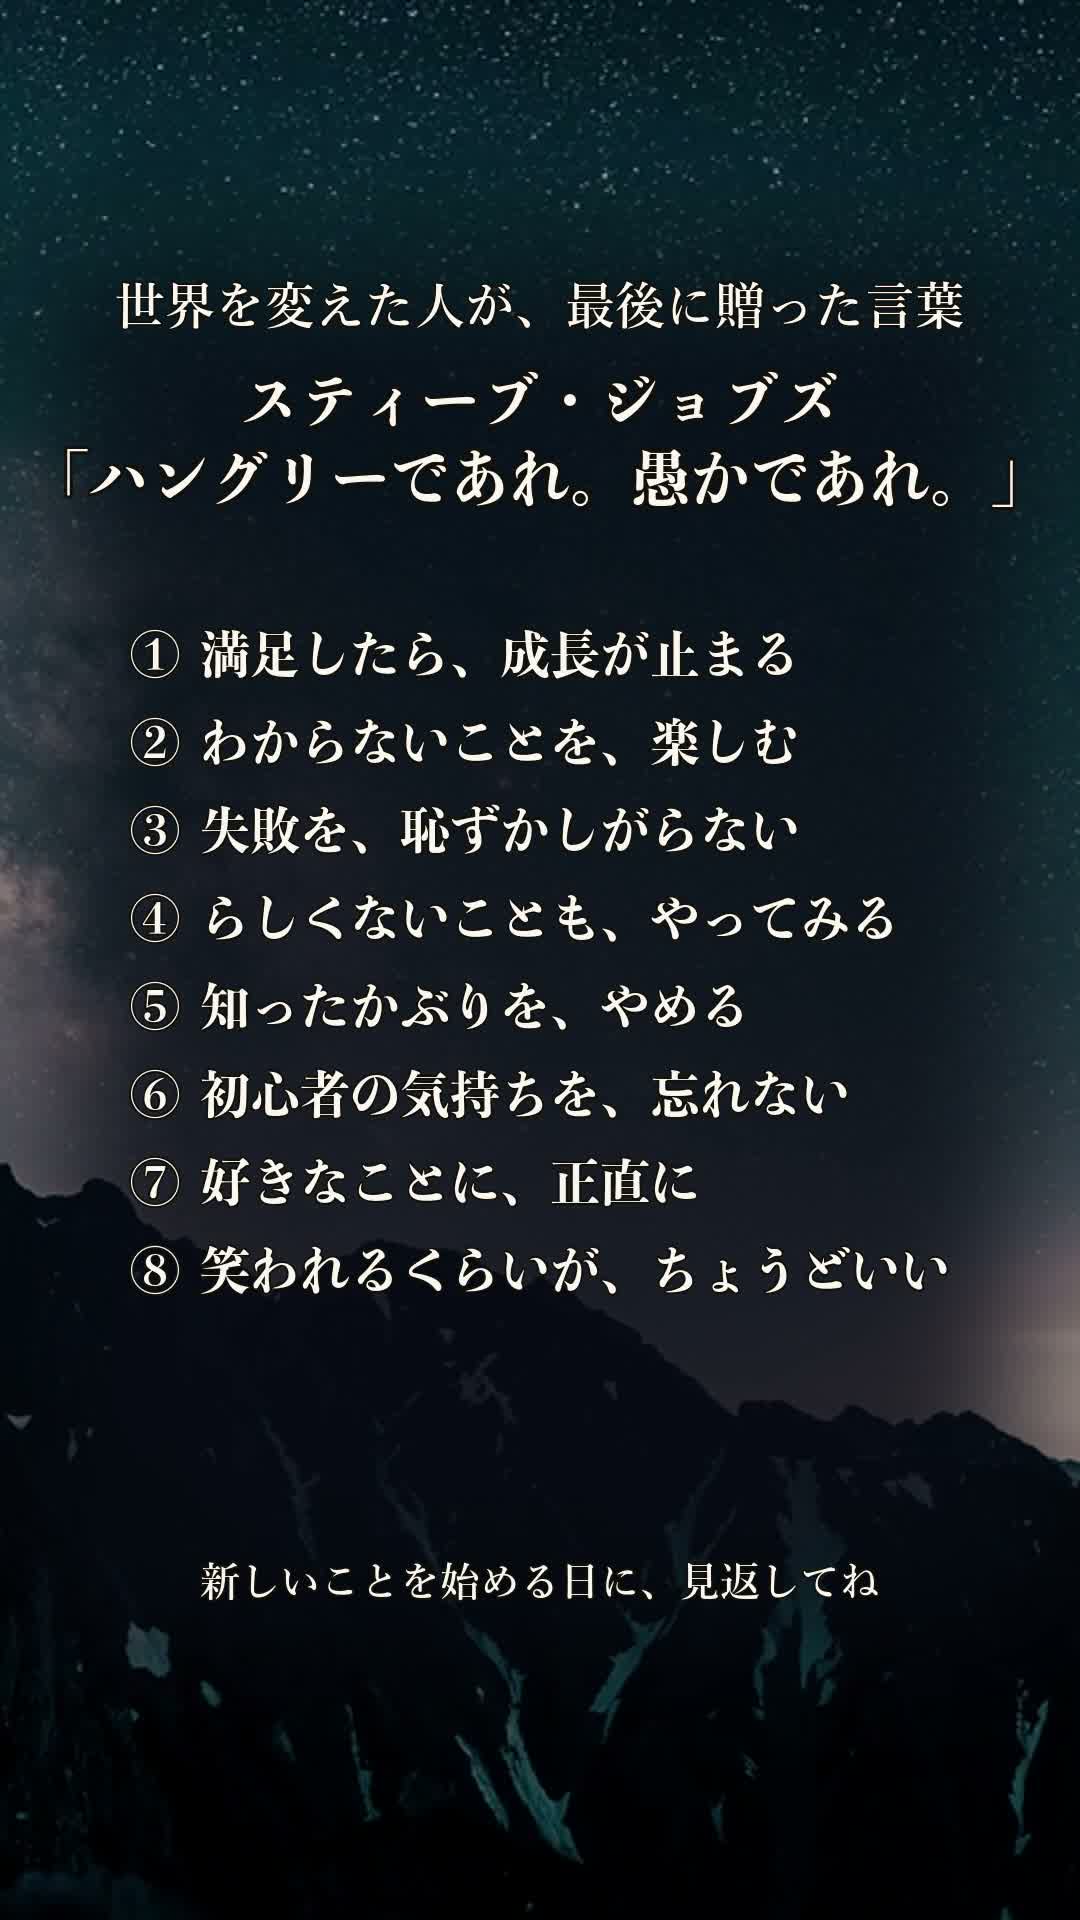 世界を変えた人が、最後に贈った言葉
スティーブ・ジョブズ
「ハングリーであれ。愚かであれ。」
① 満足したら、成長が止まる
② わからないことを、楽しむ
③ 失敗を、恥ずかしがらない
④ らしくないことも、やってみる
⑤ 知ったかぶりを、やめる
⑥ 初心者の気持ちを、忘れない
⑦ 好きなことに、正直に
⑧ 笑われるくらいが、ちょうどいい
新しいことを始める日に、見返してね